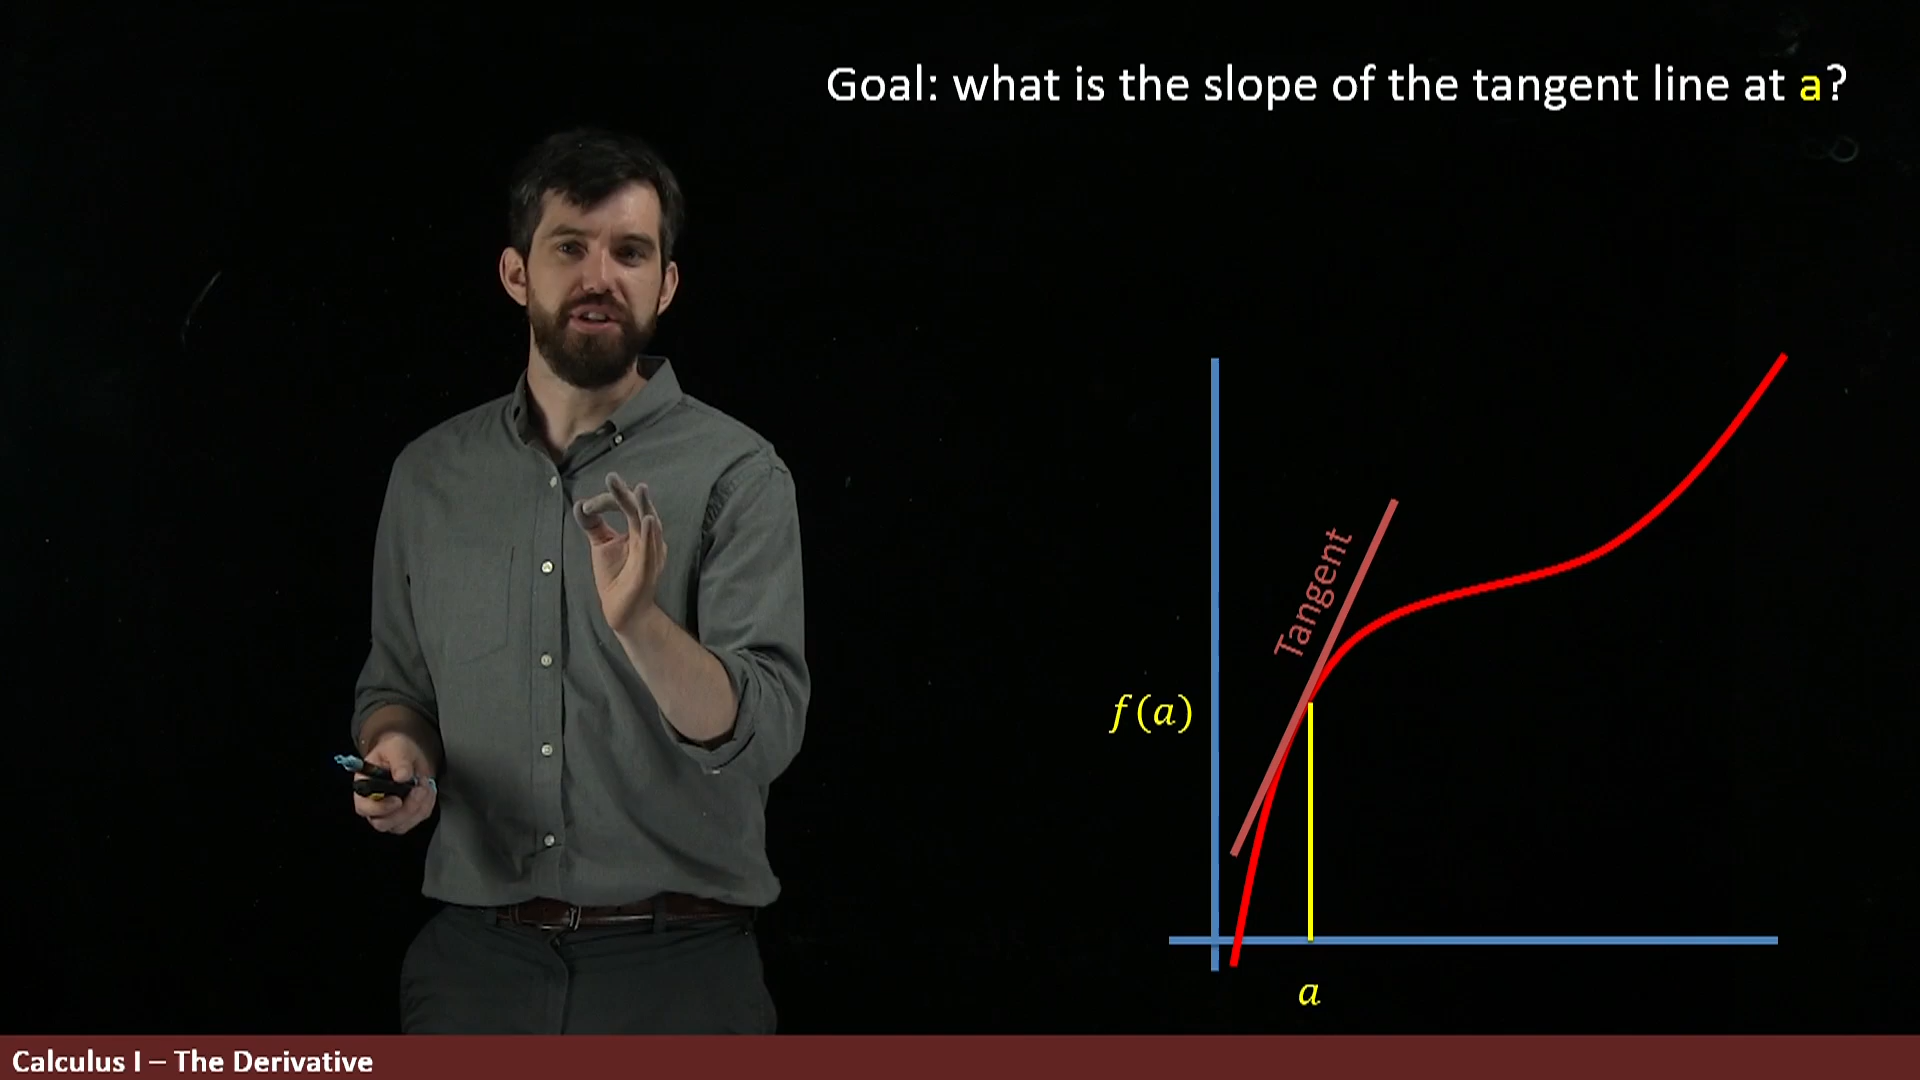 Goal: what is the slope of the tangent line at a?
Tangent
f(a)
a
Calculus I – The Derivative